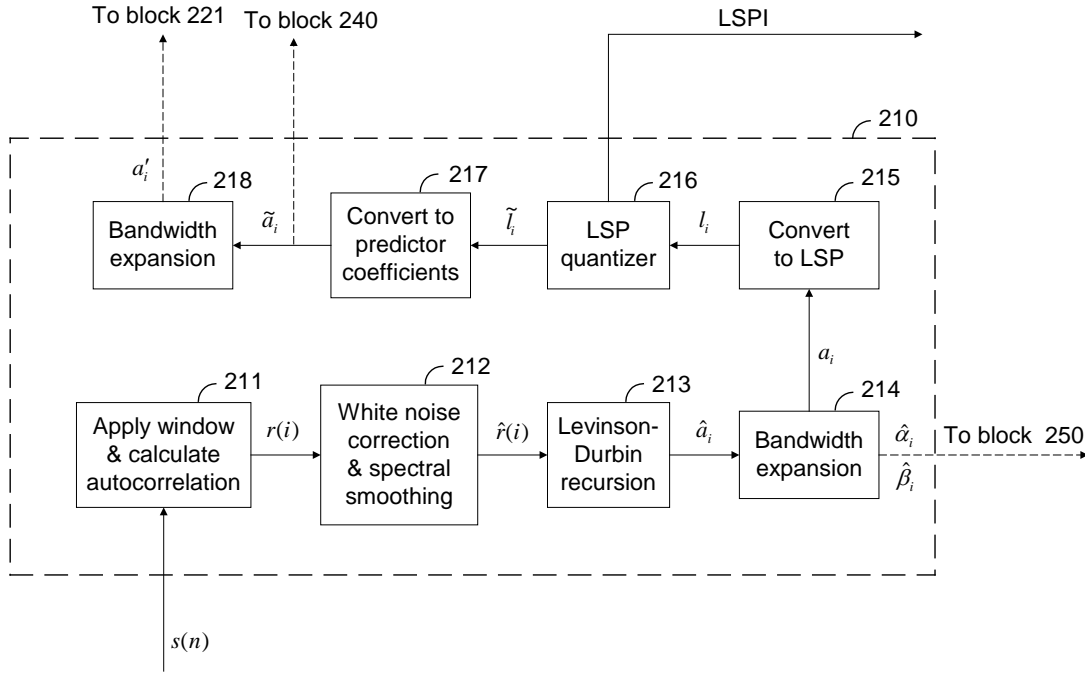 To block 221
To block 240
LSPI
210
a′ᵢ
218
Bandwidth
expansion
ãᵢ
217
Convert to
predictor
coefficients
l̃ᵢ
216
LSP
quantizer
lᵢ
215
Convert
to LSP
aᵢ
211
Apply window
& calculate
autocorrelation
r(i)
212
White noise
correction
& spectral
smoothing
r̂(i)
213
Levinson-
Durbin
recursion
âᵢ
214
Bandwidth
expansion
α̂ᵢ
β̂ᵢ
To block 250
s(n)